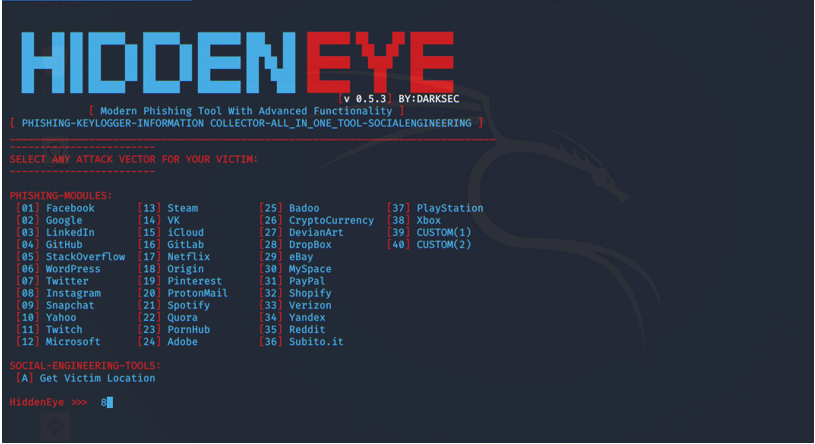 HIDDENEYE
[v 0.5.3] BY:DARKSEC
[ Modern Phishing Tool With Advanced Functionality ]
[ PHISHING-KEYLOGGER-INFORMATION COLLECTOR-ALL_IN_ONE_TOOL-SOCIALENGINEERING ]
SELECT ANY ATTACK VECTOR FOR YOUR VICTIM:
PHISHING-MODULES:
[01] Facebook [13] Steam [25] Badoo [37] PlayStation
[02] Google [14] VK [26] CryptoCurrency [38] Xbox
[03] LinkedIn [15] iCloud [27] DevianArt [39] CUSTOM(1)
[04] GitHub [16] GitLab [28] DropBox [40] CUSTOM(2)
[05] StackOverflow [17] Netflix [29] eBay
[06] WordPress [18] Origin [30] MySpace
[07] Twitter [19] Pinterest [31] PayPal
[08] Instagram [20] ProtonMail [32] Shopify
[09] Snapchat [21] Spotify [33] Verizon
[10] Yahoo [22] Quora [34] Yandex
[11] Twitch [23] PornHub [35] Reddit
[12] Microsoft [24] Adobe [36] Subito.it
SOCIAL-ENGINEERING-TOOLS:
[A] Get Victim Location
HiddenEye >>> 8